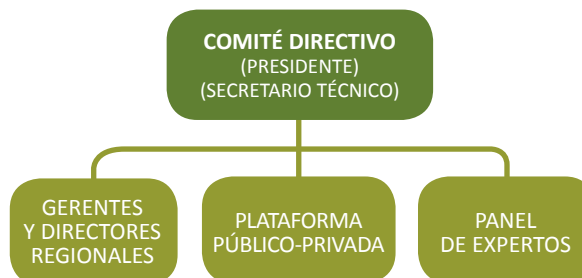 COMITÉ DIRECTIVO
(PRESIDENTE)
(SECRETARIO TÉCNICO)
GERENTES
Y DIRECTORES
REGIONALES
PLATAFORMA
PÚBLICO-PRIVADA
PANEL
DE EXPERTOS